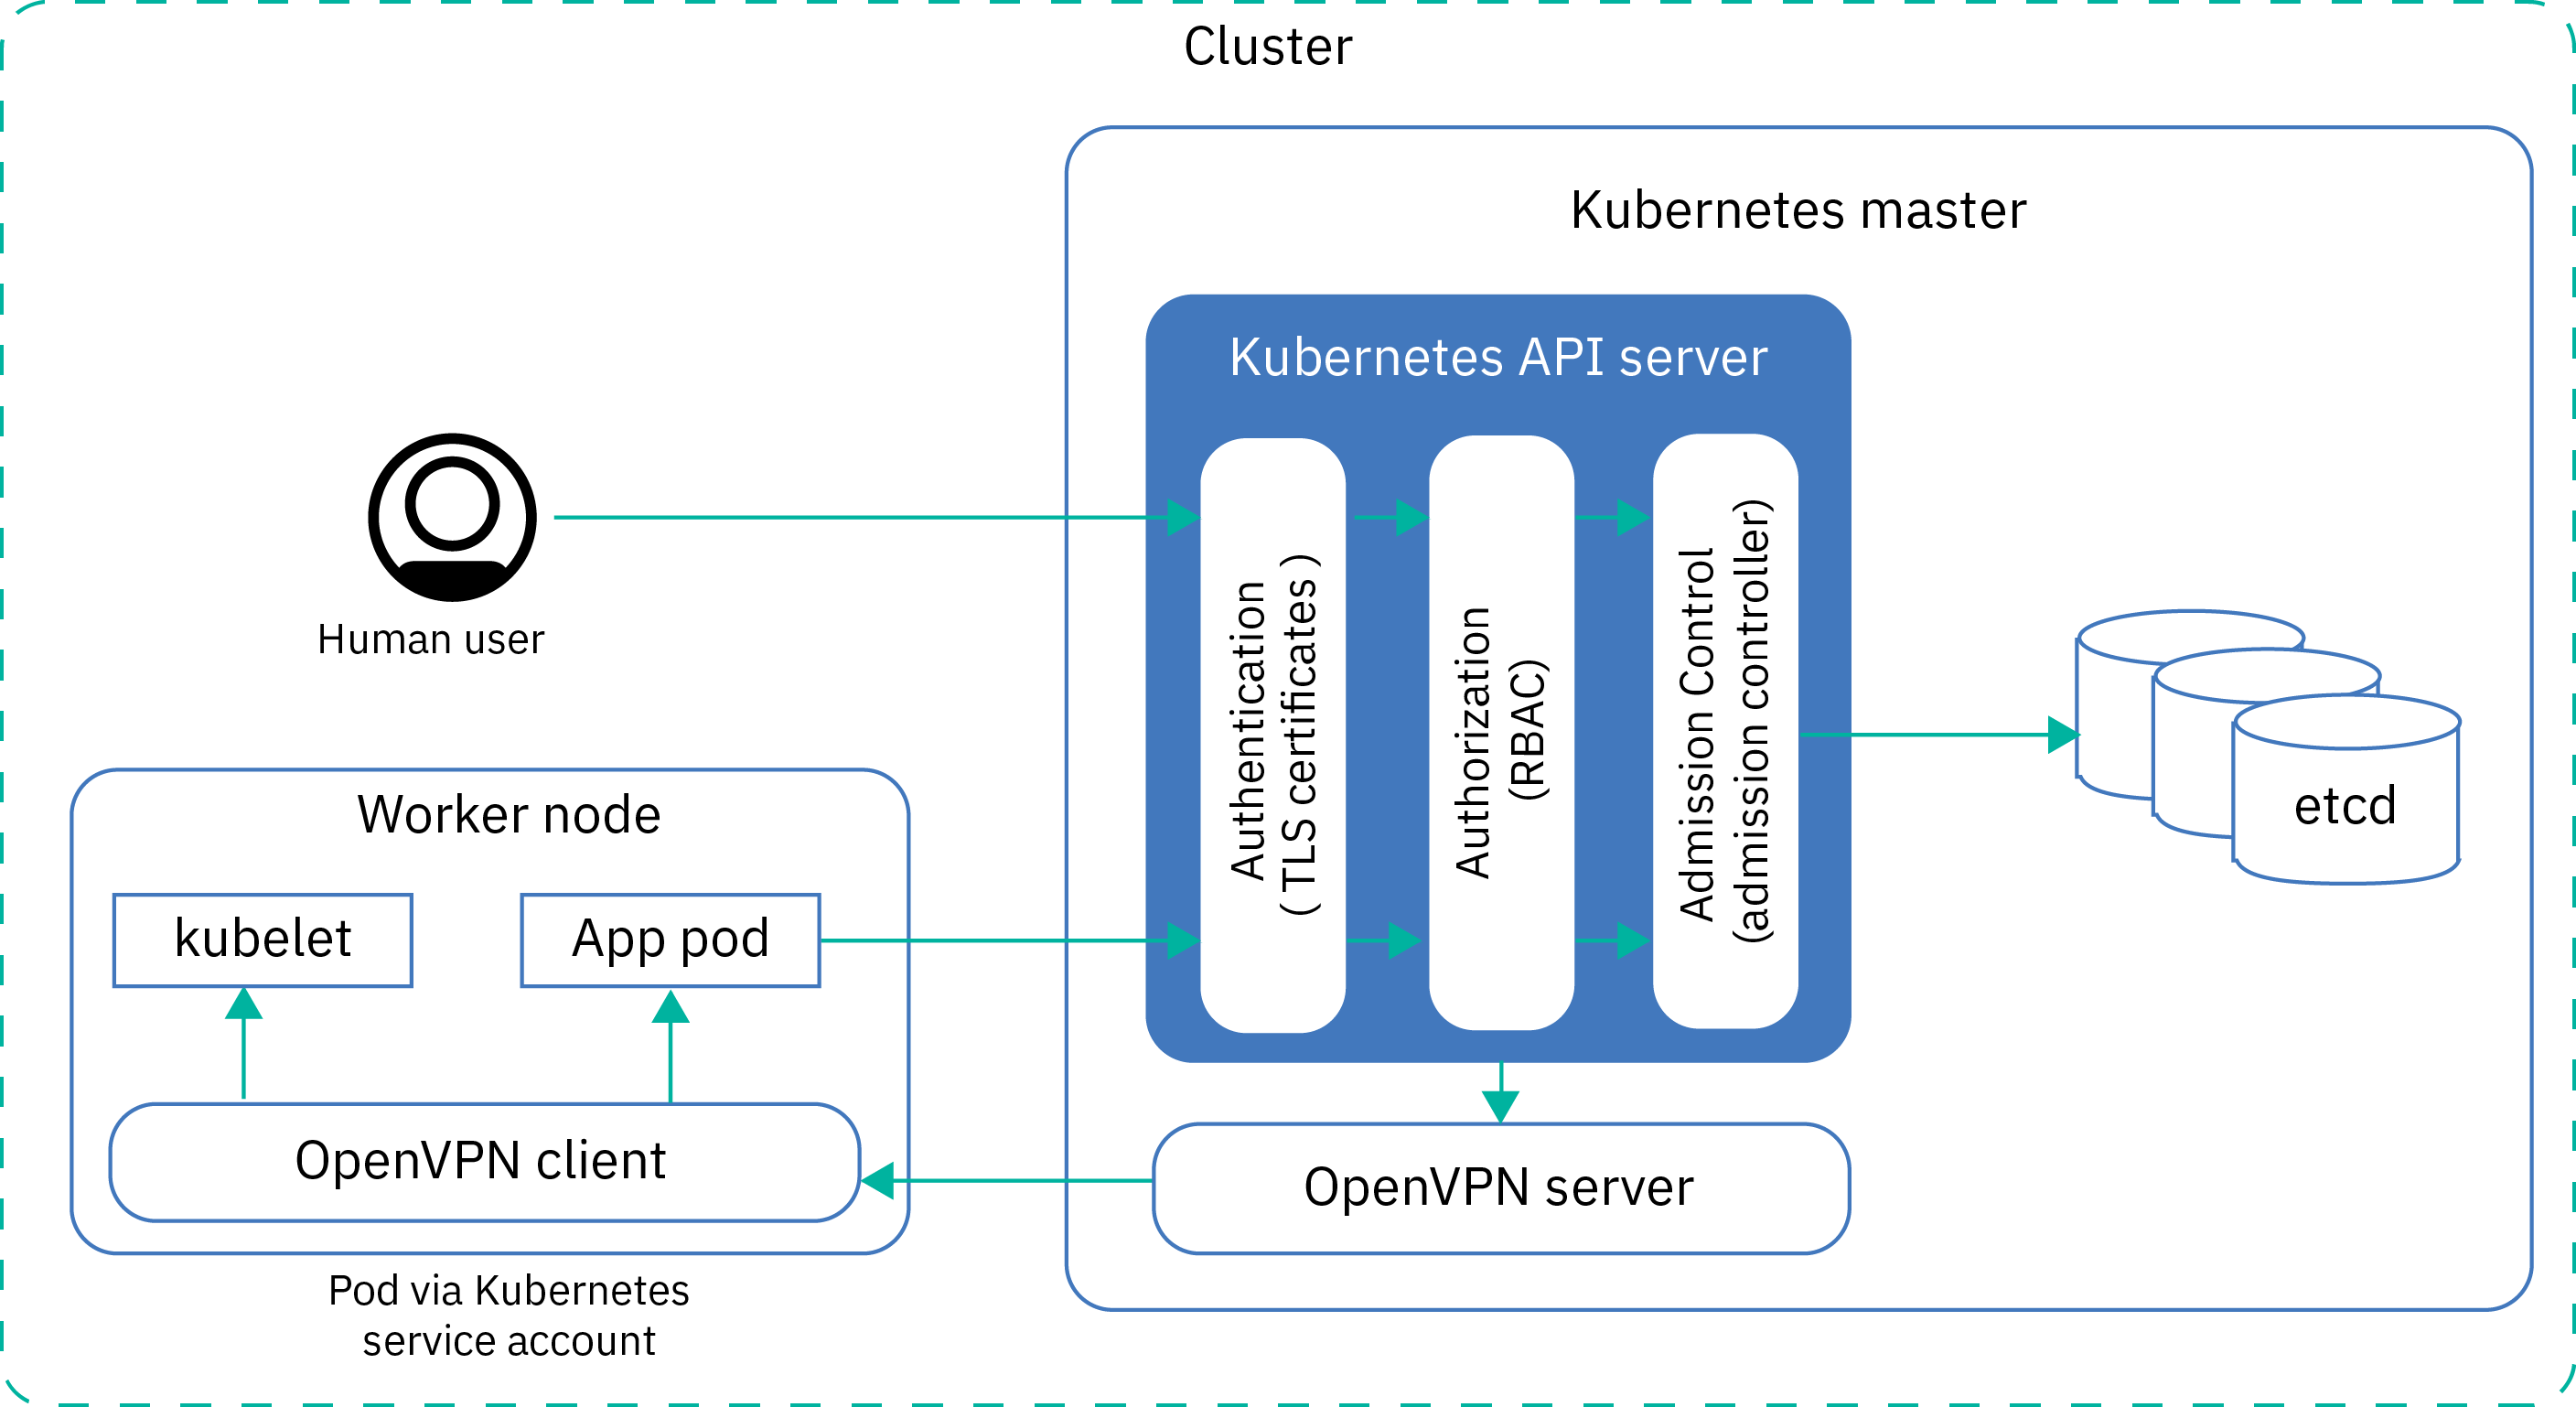 Cluster
Kubernetes master
Kubernetes API server
Human user
Authentication
( TLS certificates )
Authorization
(RBAC)
Admission Control
(admission controller)
etcd
Worker node
kubelet
App pod
OpenVPN client
OpenVPN server
Pod via Kubernetes
service account